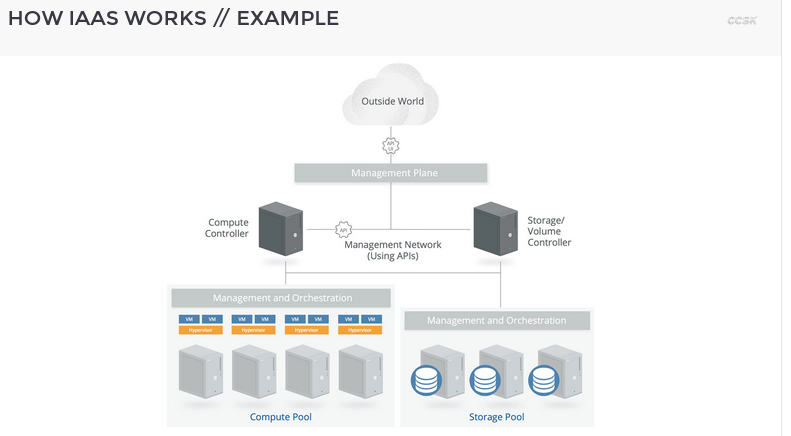 HOW IAAS WORKS // EXAMPLE
CCSK
Outside World
API
UI
Management Plane
Compute
Controller
API
Storage/
Volume
Controller
Management Network
(Using APIs)
Management and Orchestration
VM VM VM VM VM VM VM VM
Hypervisor Hypervisor Hypervisor Hypervisor
Compute Pool
Management and Orchestration
Storage Pool